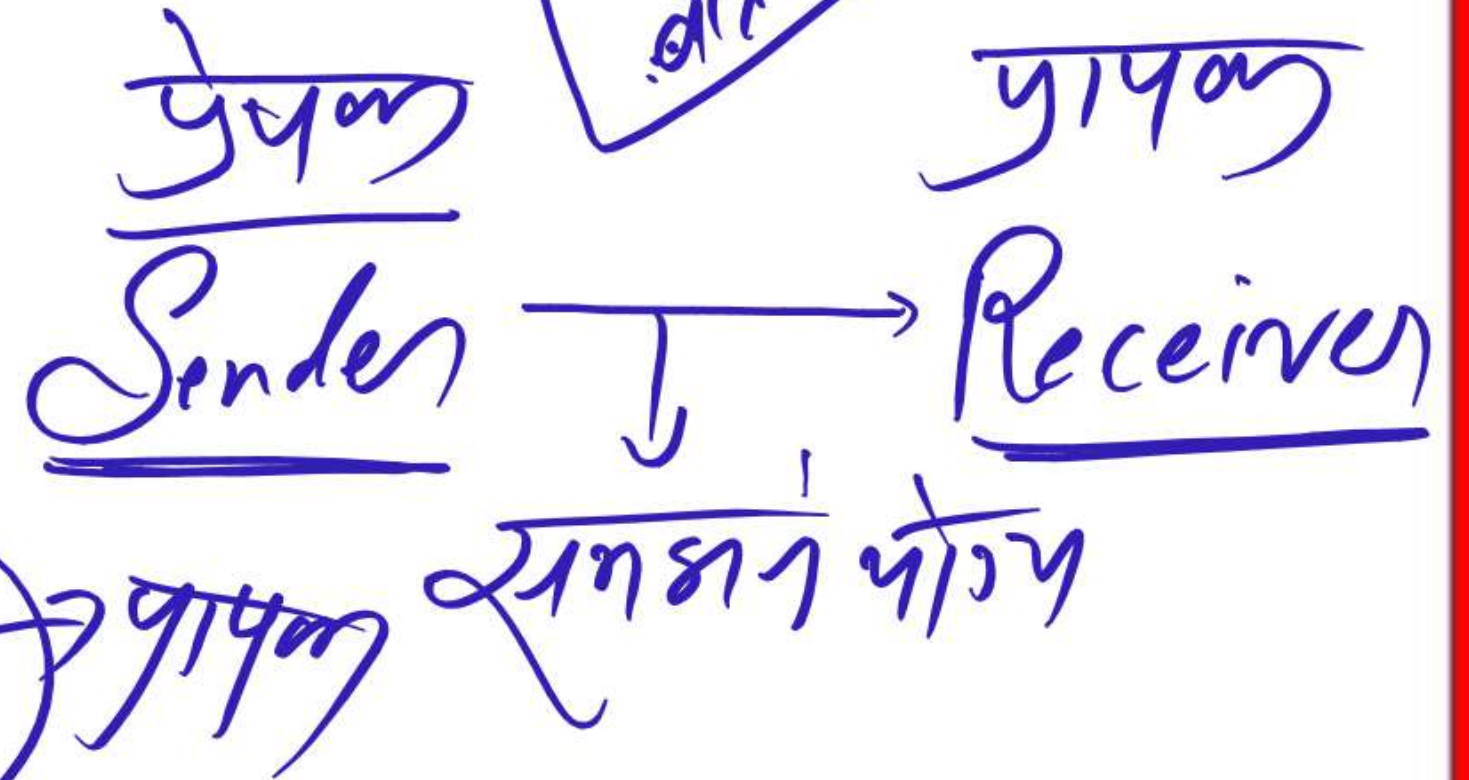 प्रेषक प्रापक
Sender → Receiver
समझने योग्य
→ प्रापक